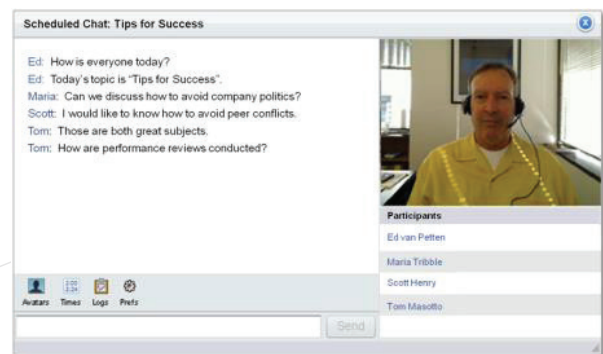 Scheduled Chat: Tips for Success
Ed: How is everyone today?
Ed: Today's topic is "Tips for Success".
Maria: Can we discuss how to avoid company politics?
Scott: I would like to know how to avoid peer conflicts.
Tom: Those are both great subjects.
Tom: How are performance reviews conducted?
Avatars Times Logs Prefs
Send
Participants
Ed van Petten
Maria Tribble
Scott Henry
Tom Masotto